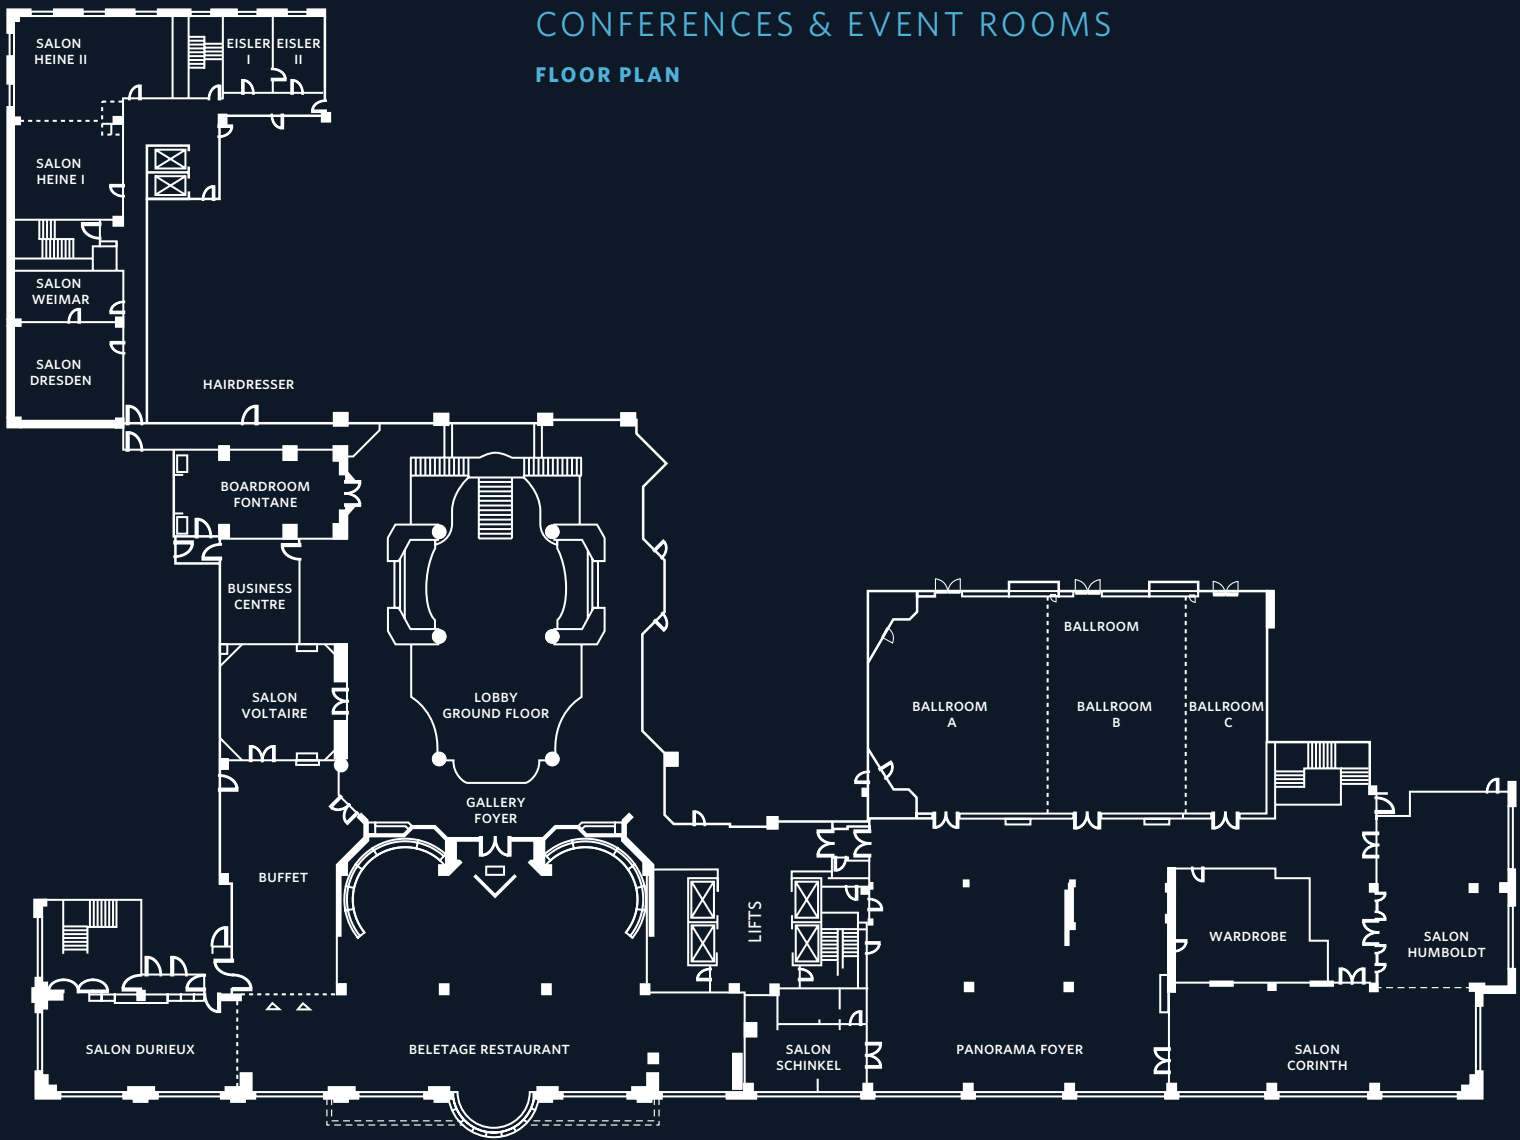 CONFERENCES & EVENT ROOMS
FLOOR PLAN
SALON
HEINE II
EISLER
I
EISLER
II
SALON
HEINE I
SALON
WEIMAR
SALON
DRESDEN
HAIRDRESSER
BOARDROOM
FONTANE
BUSINESS
CENTRE
SALON
VOLTAIRE
LOBBY
GROUND FLOOR
GALLERY
FOYER
BUFFET
BALLROOM
BALLROOM
A
BALLROOM
B
BALLROOM
C
LIFTS
WARDROBE
SALON
HUMBOLDT
SALON DURIEUX
BELETAGE RESTAURANT
SALON
SCHINKEL
PANORAMA FOYER
SALON
CORINTH